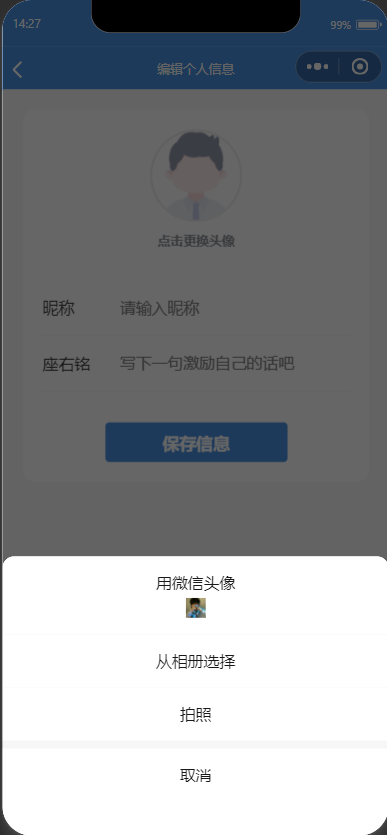 14:27
99%
编辑个人信息
点击更换头像
昵称
请输入昵称
座右铭
写下一句激励自己的话吧
保存信息
用微信头像
从相册选择
拍照
取消